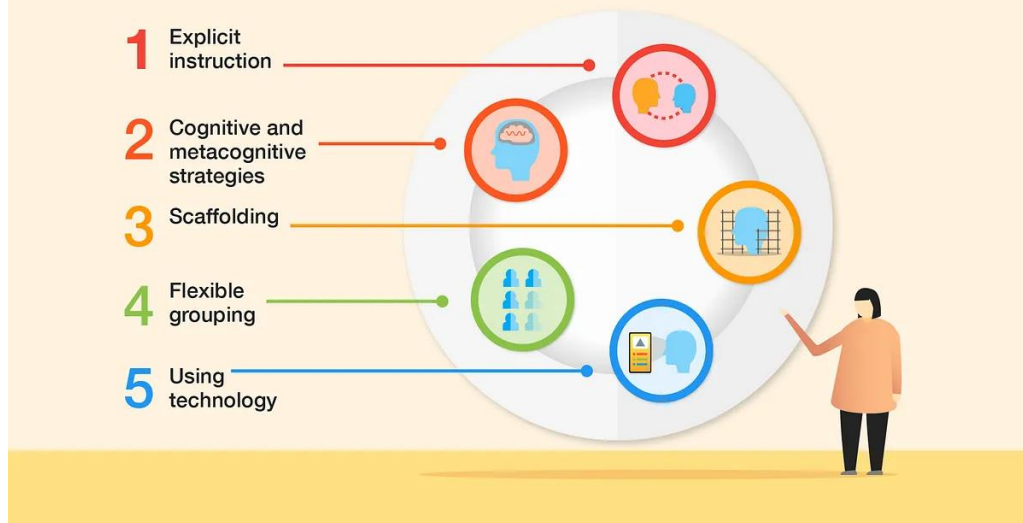 1 Explicit
instruction
2 Cognitive and
metacognitive
strategies
3 Scaffolding
4 Flexible
grouping
5 Using
technology